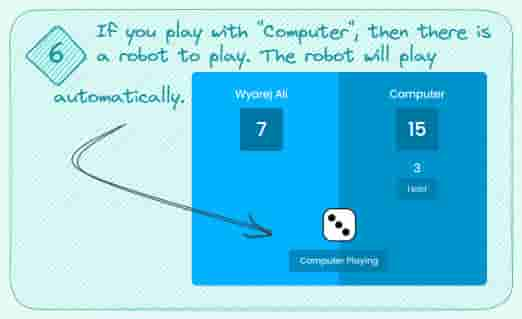 6
If you play with "Computer", then there is
a robot to play. The robot will play
automatically.
Wyarej Ali
Computer
7
15
3
Hold
Computer Playing